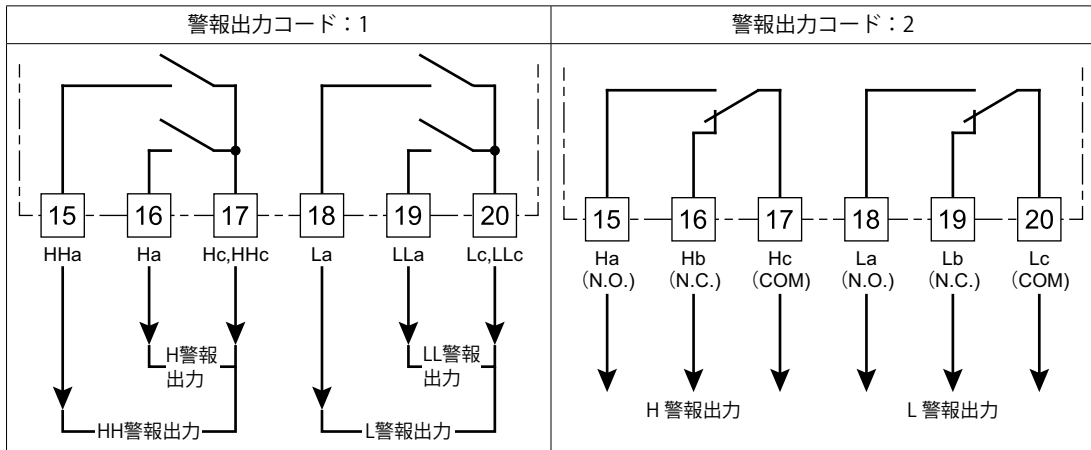 警報出力コード：1
警報出力コード：2
15 16 17 18 19 20
HHa Ha Hc,HHc La LLa Lc,LLc
H警報
出力
LL警報
出力
HH警報出力
L警報出力
15 16 17 18 19 20
Ha Hb Hc La Lb Lc
（N.O.） （N.C.） （COM） （N.O.） （N.C.） （COM）
H 警報出力
L 警報出力